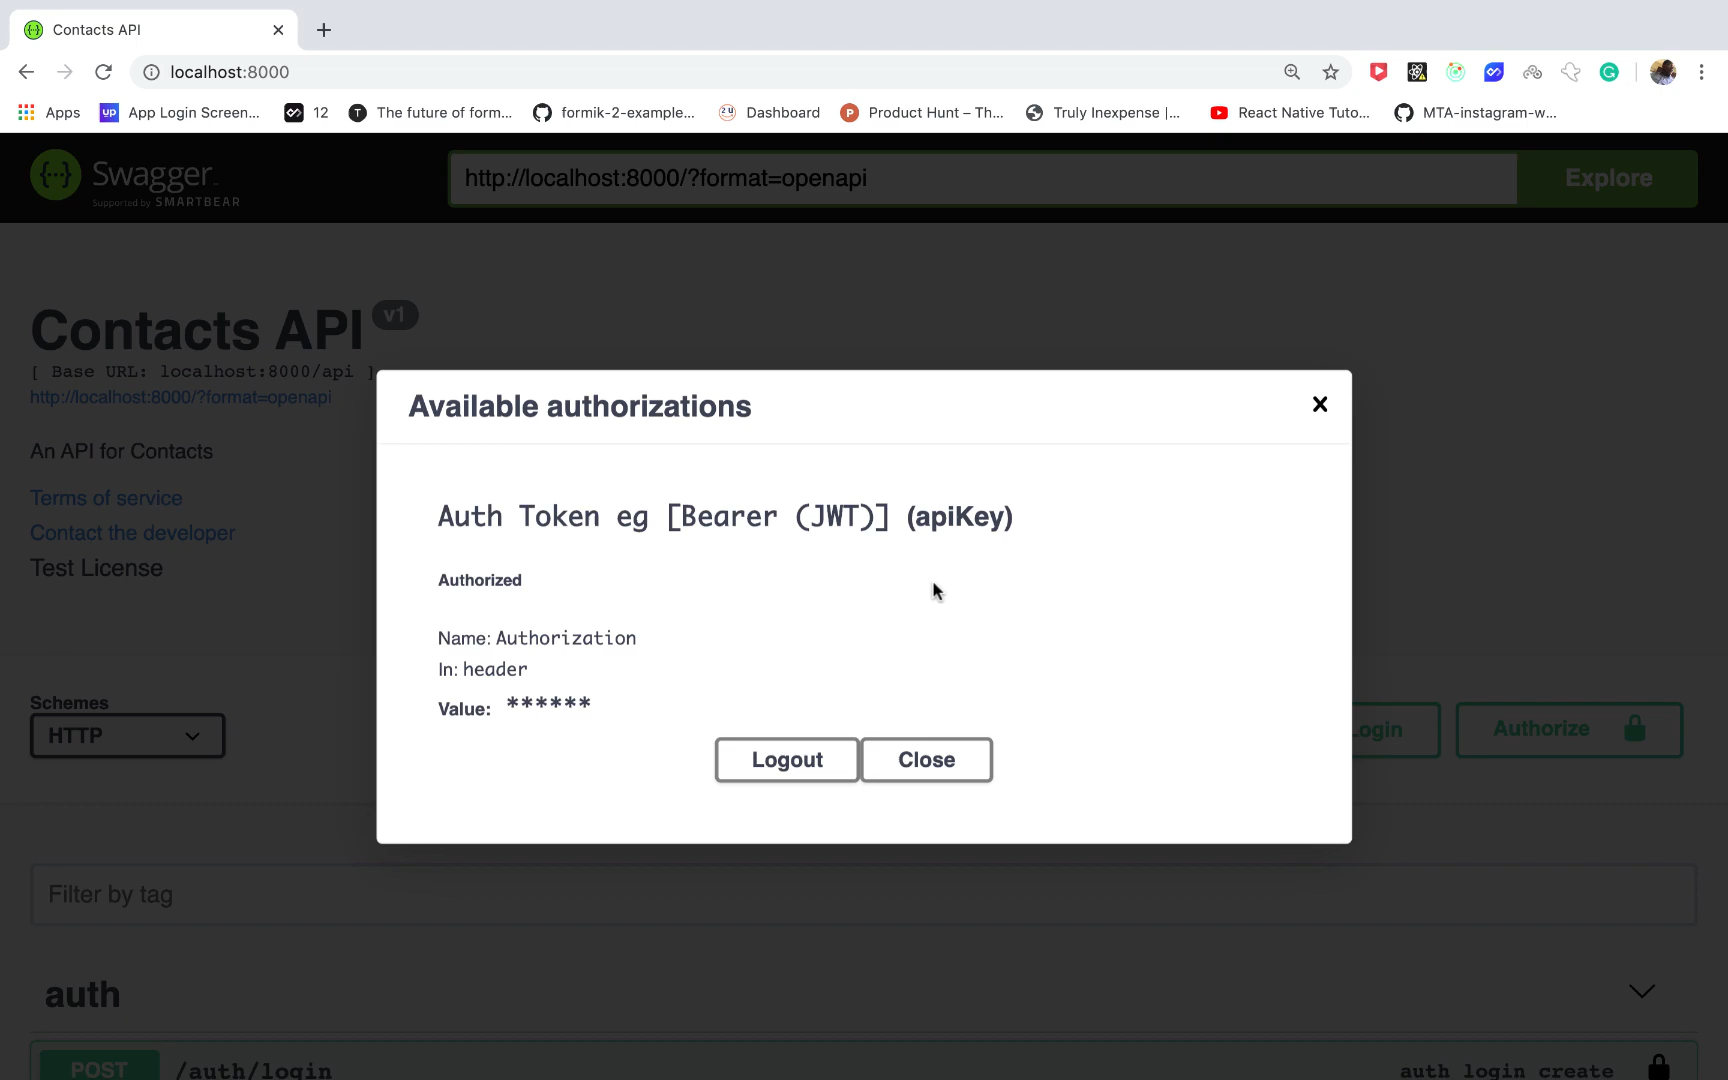 Contacts API
localhost:8000
Apps
up
App Login Screen...
12
T
The future of form...
formik-2-example...
2U
Dashboard
P
Product Hunt – Th...
Truly Inexpense |...
React Native Tuto...
MTA-instagram-w...
{···}
Swagger™
Supported by SMARTBEAR
http://localhost:8000/?format=openapi
Explore
Contacts API v1
[ Base URL: localhost:8000/api ]
http://localhost:8000/?format=openapi
An API for Contacts
Terms of service
Contact the developer
Test License
Available authorizations
Auth Token eg [Bearer (JWT)] (apiKey)
Authorized
Name: Authorization
In: header
Value: ******
Logout
Close
Schemes
HTTP
Login
Authorize
Filter by tag
auth
POST
/auth/login
auth_login_create